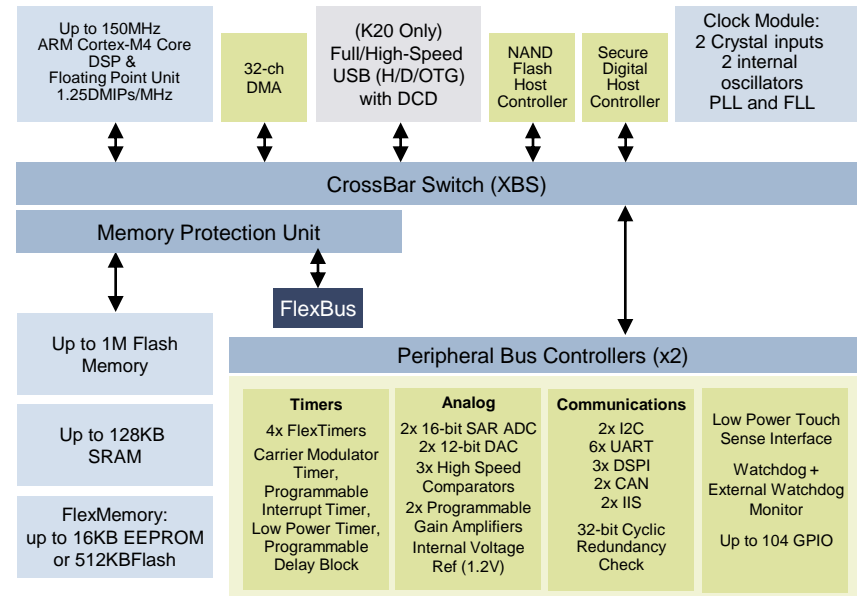 Up to 150MHz
ARM Cortex-M4 Core
DSP &
Floating Point Unit
1.25DMIPs/MHz
32-ch
DMA
(K20 Only)
Full/High-Speed
USB (H/D/OTG)
with DCD
NAND
Flash
Host
Controller
Secure
Digital
Host
Controller
Clock Module:
2 Crystal inputs
2 internal
oscillators
PLL and FLL
CrossBar Switch (XBS)
Memory Protection Unit
FlexBus
Up to 1M Flash
Memory
Up to 128KB
SRAM
FlexMemory:
up to 16KB EEPROM
or 512KBFlash
Peripheral Bus Controllers (x2)
Timers
4x FlexTimers
Carrier Modulator
Timer,
Programmable
Interrupt Timer,
Low Power Timer,
Programmable
Delay Block
Analog
2x 16-bit SAR ADC
2x 12-bit DAC
3x High Speed
Comparators
2x Programmable
Gain Amplifiers
Internal Voltage
Ref (1.2V)
Communications
2x I2C
6x UART
3x DSPI
2x CAN
2x IIS
32-bit Cyclic
Redundancy
Check
Low Power Touch
Sense Interface
Watchdog +
External Watchdog
Monitor
Up to 104 GPIO